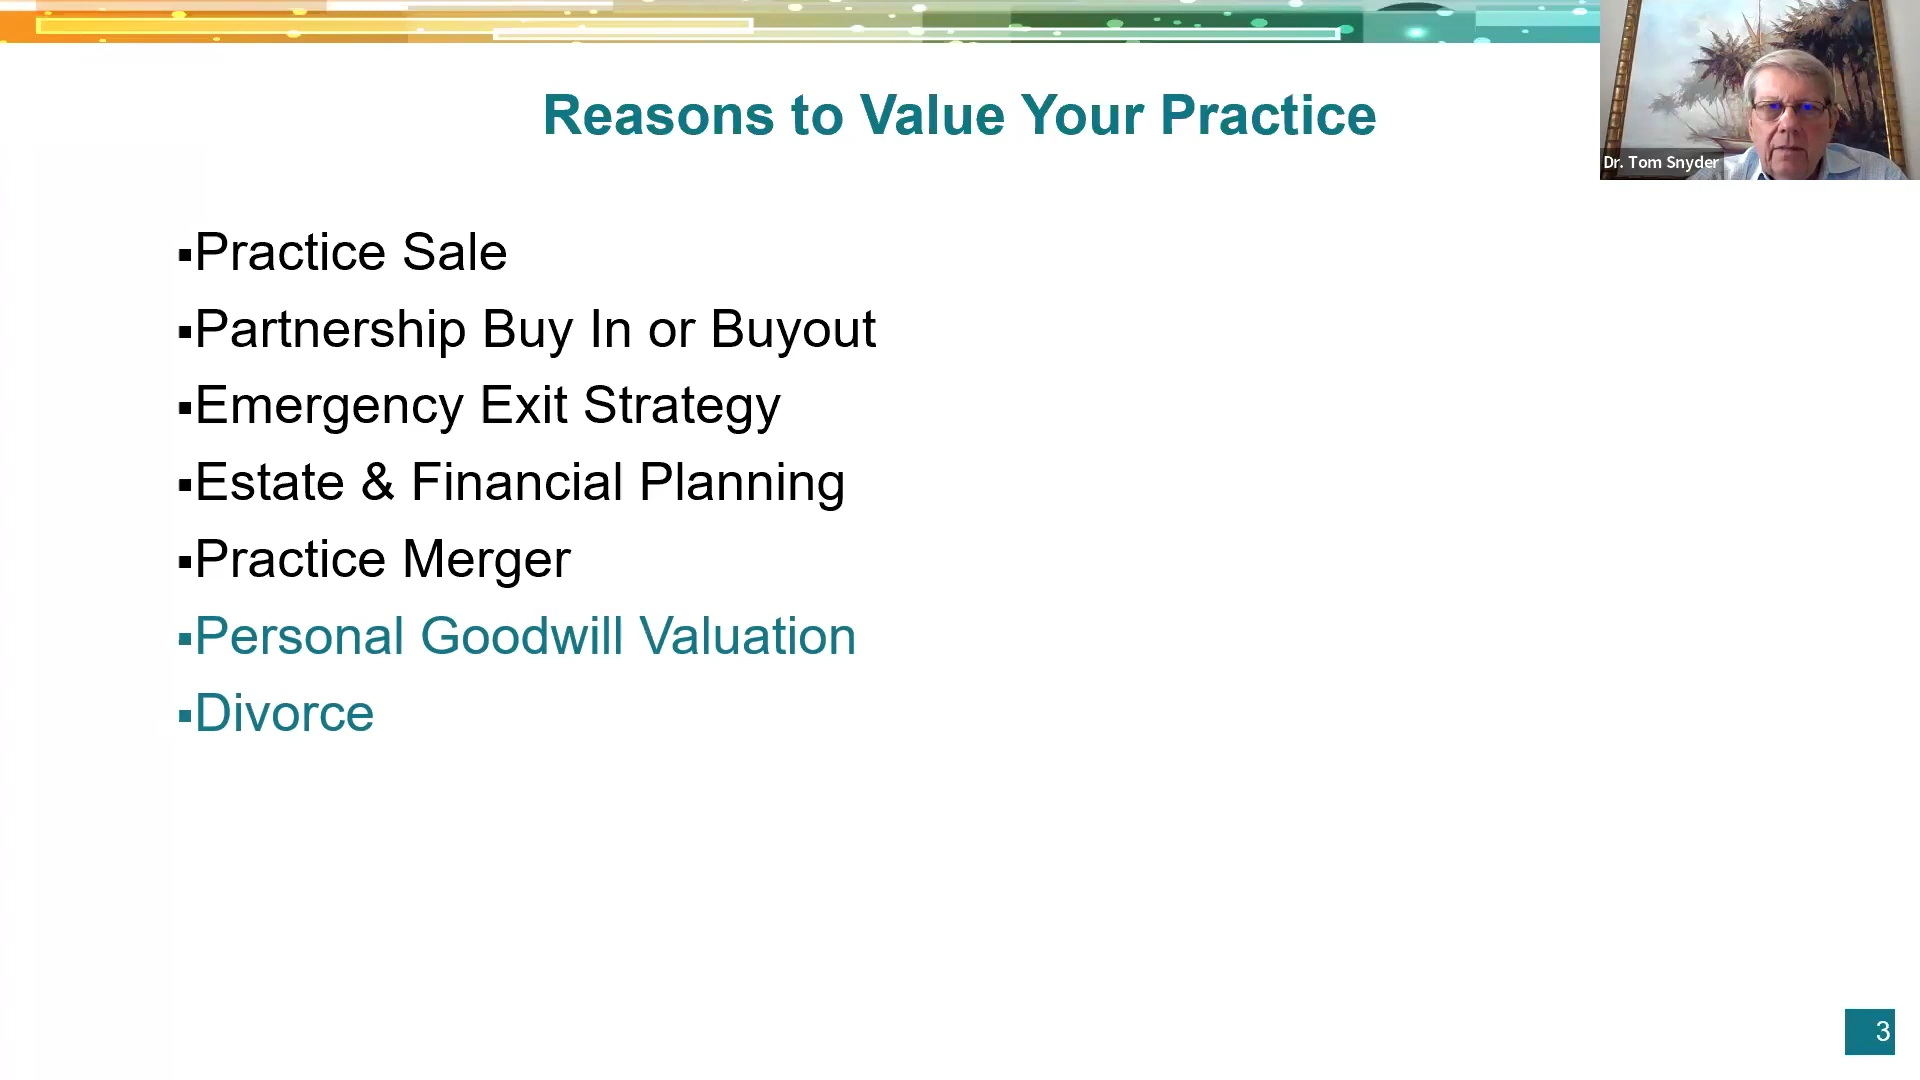 Reasons to Value Your Practice
Dr. Tom Snyder
▪Practice Sale
▪Partnership Buy In or Buyout
▪Emergency Exit Strategy
▪Estate & Financial Planning
▪Practice Merger
▪Personal Goodwill Valuation
▪Divorce
3